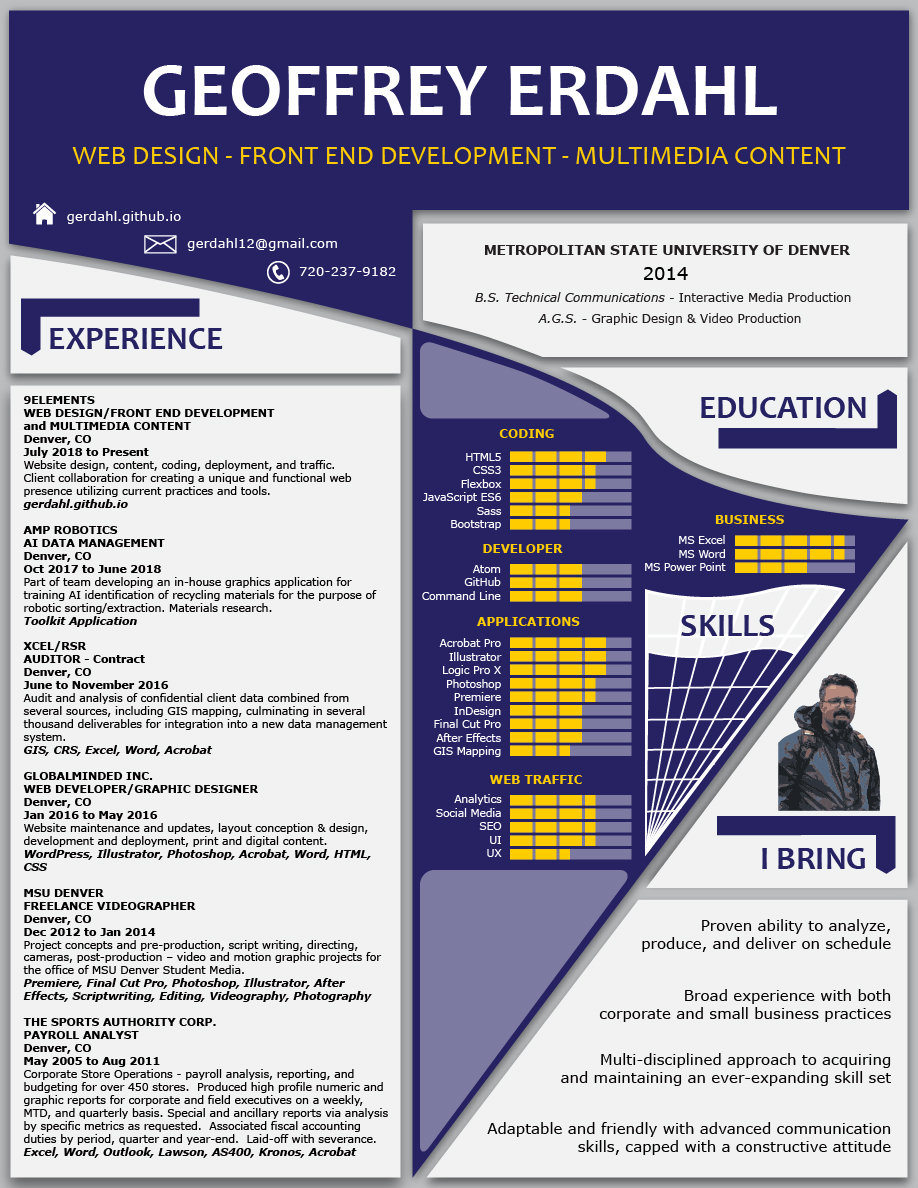 GEOFFREY ERDAHL
WEB DESIGN - FRONT END DEVELOPMENT - MULTIMEDIA CONTENT
gerdahl.github.io
gerdahl12@gmail.com
720-237-9182
METROPOLITAN STATE UNIVERSITY OF DENVER
2014
B.S. Technical Communications - Interactive Media Production
A.G.S. - Graphic Design & Video Production
EDUCATION
EXPERIENCE
9ELEMENTS
WEB DESIGN/FRONT END DEVELOPMENT
and MULTIMEDIA CONTENT
Denver, CO
July 2018 to Present
Website design, content, coding, deployment, and traffic.
Client collaboration for creating a unique and functional web
presence utilizing current practices and tools.
gerdahl.github.io
AMP ROBOTICS
AI DATA MANAGEMENT
Denver, CO
Oct 2017 to June 2018
Part of team developing an in-house graphics application for
training AI identification of recycling materials for the purpose of
robotic sorting/extraction. Materials research.
Toolkit Application
XCEL/RSR
AUDITOR - Contract
Denver, CO
June to November 2016
Audit and analysis of confidential client data combined from
several sources, including GIS mapping, culminating in several
thousand deliverables for integration into a new data management
system.
GIS, CRS, Excel, Word, Acrobat
GLOBALMINDED INC.
WEB DEVELOPER/GRAPHIC DESIGNER
Denver, CO
Jan 2016 to May 2016
Website maintenance and updates, layout conception & design,
development and deployment, print and digital content.
WordPress, Illustrator, Photoshop, Acrobat, Word, HTML,
CSS
MSU DENVER
FREELANCE VIDEOGRAPHER
Denver, CO
Dec 2012 to Jan 2014
Project concepts and pre-production, script writing, directing,
cameras, post-production – video and motion graphic projects for
the office of MSU Denver Student Media.
Premiere, Final Cut Pro, Photoshop, Illustrator, After
Effects, Scriptwriting, Editing, Videography, Photography
THE SPORTS AUTHORITY CORP.
PAYROLL ANALYST
Denver, CO
May 2005 to Aug 2011
Corporate Store Operations - payroll analysis, reporting, and
budgeting for over 450 stores. Produced high profile numeric and
graphic reports for corporate and field executives on a weekly,
MTD, and quarterly basis. Special and ancillary reports via analysis
by specific metrics as requested. Associated fiscal accounting
duties by period, quarter and year-end. Laid-off with severance.
Excel, Word, Outlook, Lawson, AS400, Kronos, Acrobat
CODING
HTML5
CSS3
Flexbox
JavaScript ES6
Sass
Bootstrap
DEVELOPER
Atom
GitHub
Command Line
APPLICATIONS
Acrobat Pro
Illustrator
Logic Pro X
Photoshop
Premiere
InDesign
Final Cut Pro
After Effects
GIS Mapping
WEB TRAFFIC
Analytics
Social Media
SEO
UI
UX
BUSINESS
MS Excel
MS Word
MS Power Point
SKILLS
I BRING
Proven ability to analyze,
produce, and deliver on schedule
Broad experience with both
corporate and small business practices
Multi-disciplined approach to acquiring
and maintaining an ever-expanding skill set
Adaptable and friendly with advanced communication
skills, capped with a constructive attitude